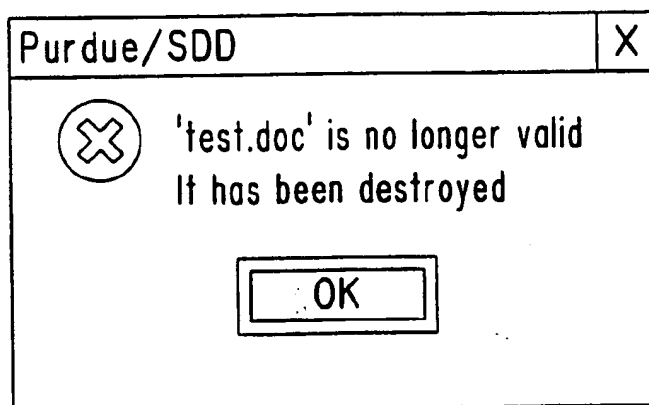 Purdue/SDD X
'test.doc' is no longer valid
It has been destroyed
OK